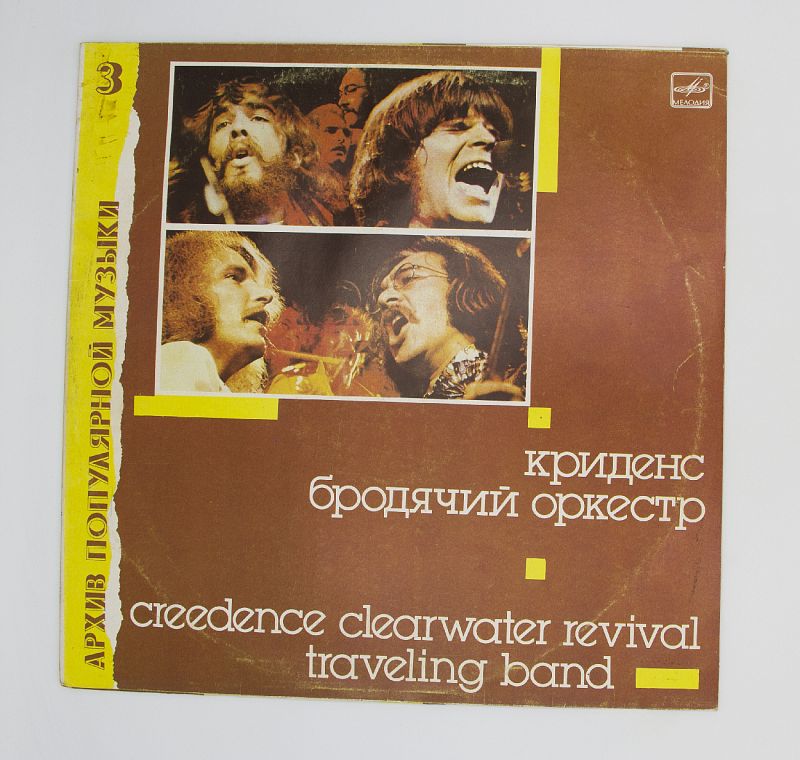 3
АРХИВ ПОПУЛЯРНОЙ МУЗЫКИ
МЕЛОДИЯ
криденс
бродячий оркестр
creedence clearwater revival
traveling band